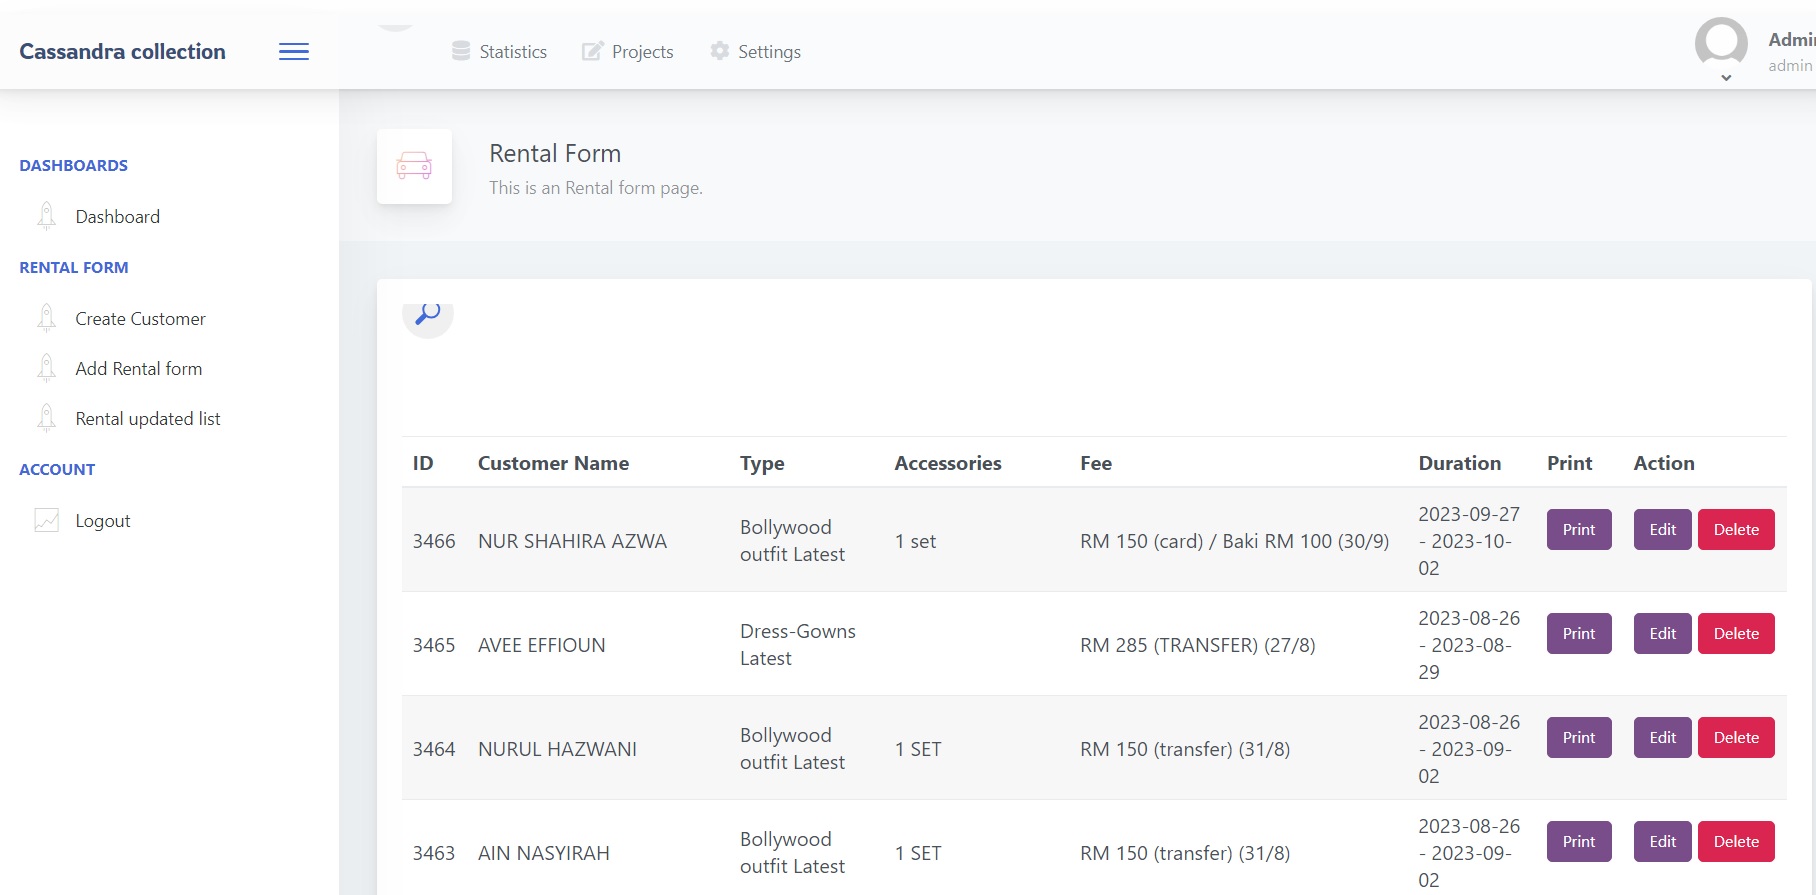 Cassandra collection
Statistics
Projects
Settings
admin
DASHBOARDS
Dashboard
RENTAL FORM
Create Customer
Add Rental form
Rental updated list
ACCOUNT
Logout
Rental Form
This is an Rental form page.
ID Customer Name Type Accessories Fee Duration Print Action
3466 NUR SHAHIRA AZWA
Bollywood
outfit Latest
1 set
RM 150 (card) / Baki RM 100 (30/9)
2023-09-27
- 2023-10-
02
Print Edit Delete
3465 AVEE EFFIOUN
Dress-Gowns
Latest
RM 285 (TRANSFER) (27/8)
2023-08-26
- 2023-08-
29
Print Edit Delete
3464 NURUL HAZWANI
Bollywood
outfit Latest
1 SET
RM 150 (transfer) (31/8)
2023-08-26
- 2023-09-
02
Print Edit Delete
3463 AIN NASYIRAH
Bollywood
outfit Latest
1 SET
RM 150 (transfer) (31/8)
2023-08-26
- 2023-09-
02
Print Edit Delete